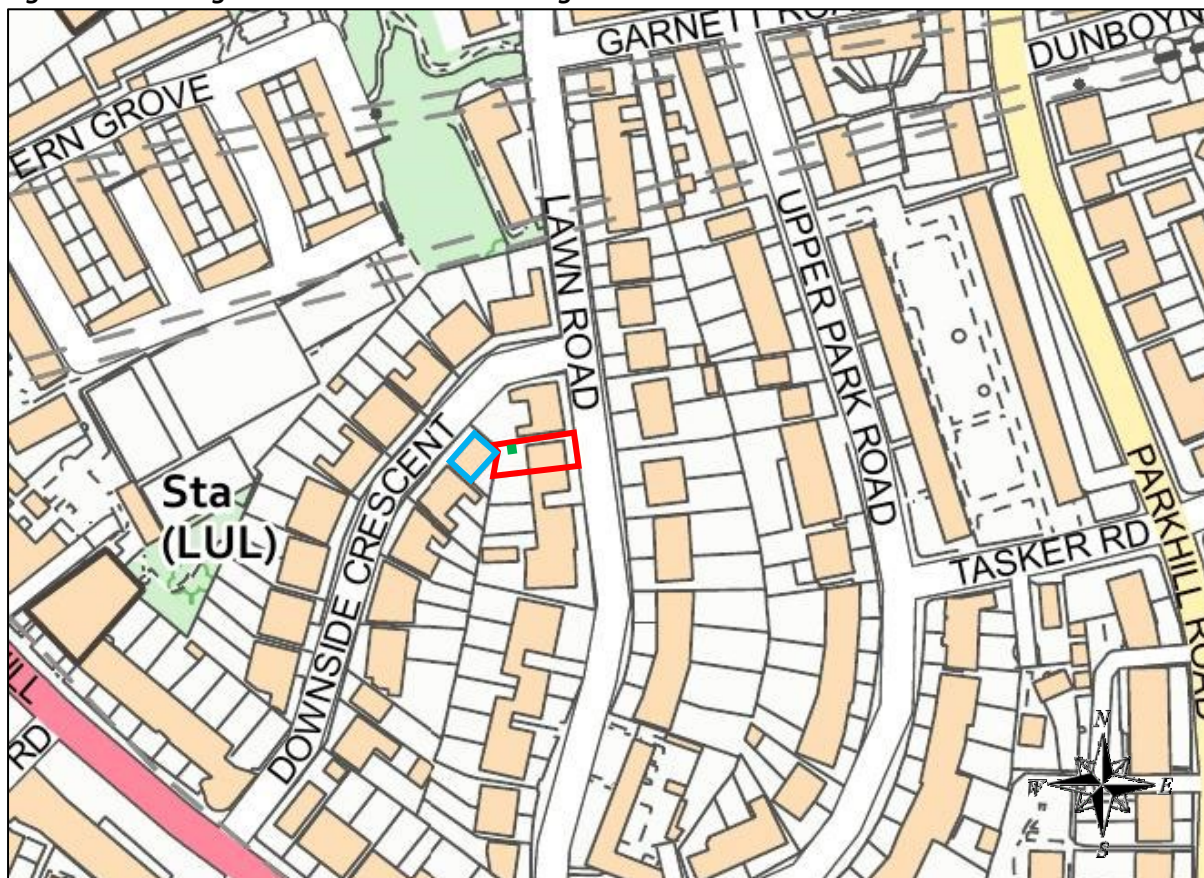 GARNETT ROAD
DUNBOYN
ERN GROVE
LAWN ROAD
UPPER PARK ROAD
DOWNSIDE CRESCENT
Sta
(LUL)
TASKER RD
PARKHILL ROAD
HILL
RD
N
W E
S